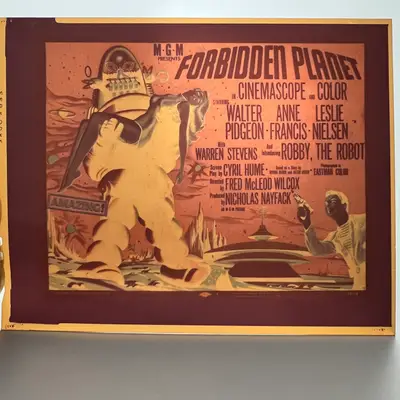 M·G·M
PRESENTS
FORBIDDEN PLANET
IN CINEMASCOPE AND COLOR
STARRING
WALTER ANNE LESLIE
PIDGEON · FRANCIS · NIELSEN
With WARREN STEVENS And Introducing ROBBY, THE ROBOT
Screen Play by CYRIL HUME
Directed by FRED McLEOD WILCOX
Produced by NICHOLAS NAYFACK
EASTMAN COLOR
AMAZING!